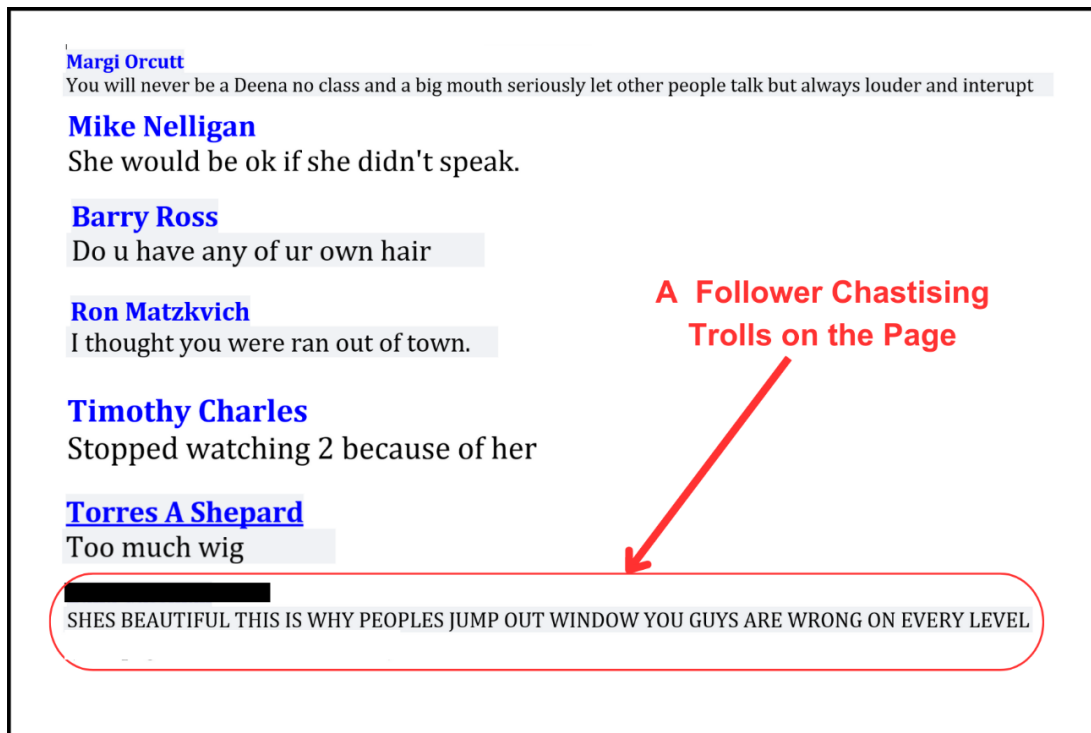 Margi Orcutt
You will never be a Deena no class and a big mouth seriously let other people talk but always louder and interupt
Mike Nelligan
She would be ok if she didn't speak.
Barry Ross
Do u have any of ur own hair
Ron Matzkvich
I thought you were ran out of town.
A Follower Chastising
Trolls on the Page
Timothy Charles
Stopped watching 2 because of her
Torres A Shepard
Too much wig
SHES BEAUTIFUL THIS IS WHY PEOPLES JUMP OUT WINDOW YOU GUYS ARE WRONG ON EVERY LEVEL